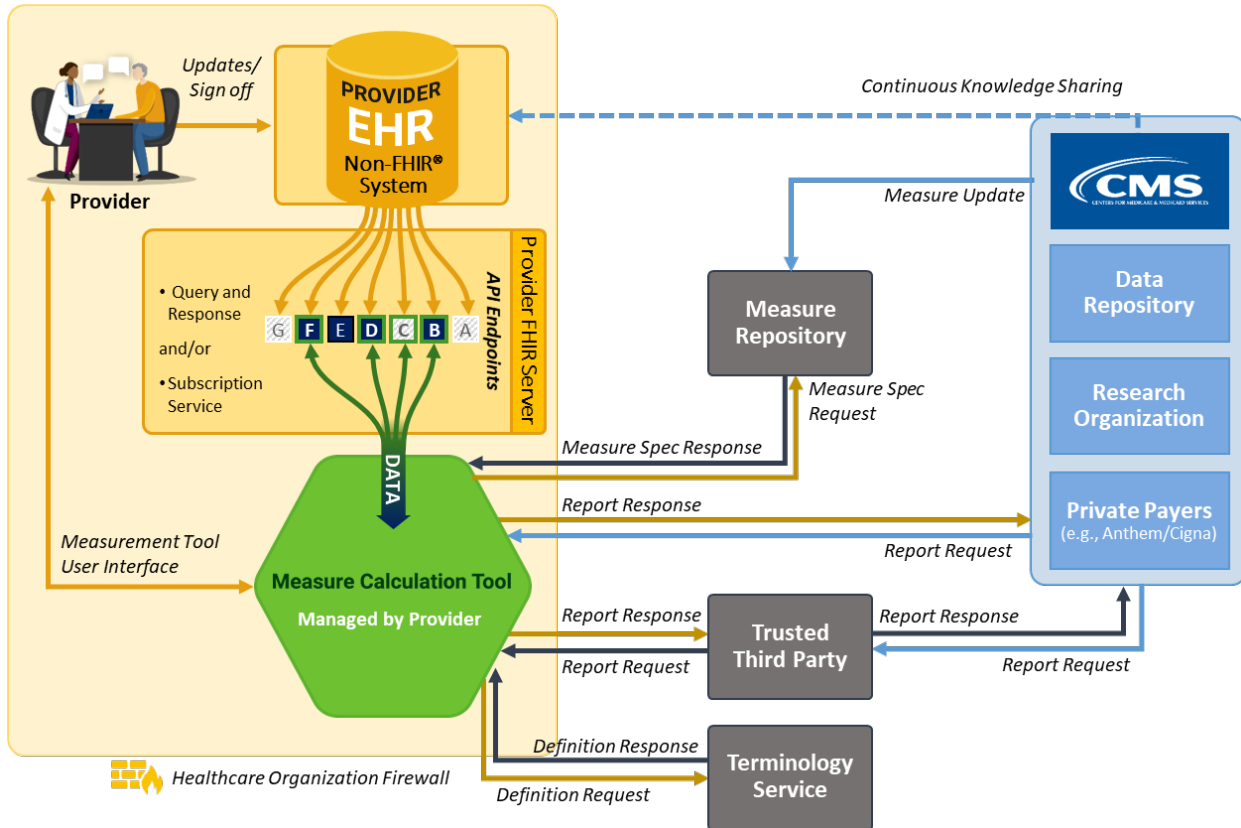 Updates/
Sign off
Provider
PROVIDER
EHR
Non-FHIR®
System
Continuous Knowledge Sharing
CMS
CENTERS FOR MEDICARE & MEDICAID SERVICES
Measure Update
• Query and
Response
and/or
• Subscription
Service
G F E D C B A
API Endpoints
Provider FHIR Server
Measure
Repository
Data
Repository
Research
Organization
Private Payers
(e.g., Anthem/Cigna)
Measure Spec
Request
Measure Spec Response
DATA
Report Response
Report Request
Measurement Tool
User Interface
Measure Calculation Tool
Managed by Provider
Report Response
Report Request
Trusted
Third Party
Report Response
Report Request
Definition Response
Definition Request
Terminology
Service
Healthcare Organization Firewall